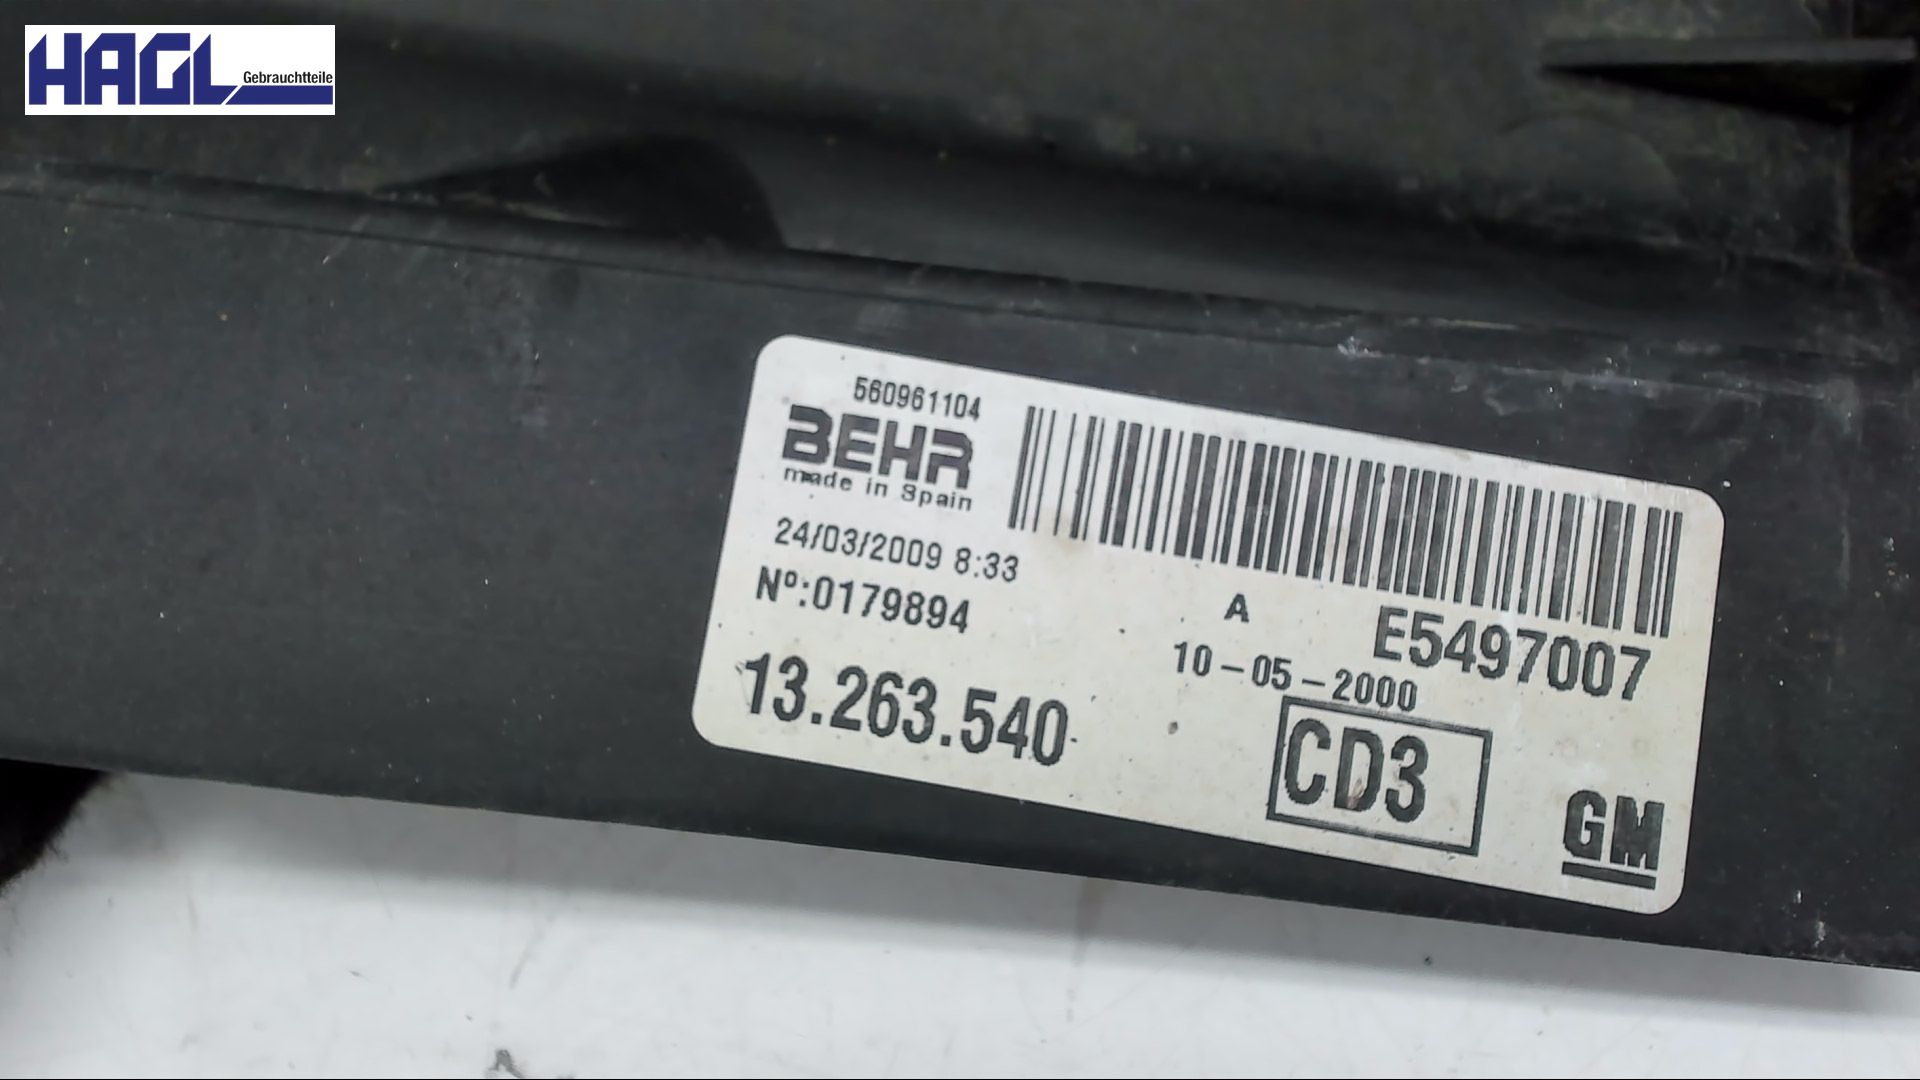 HAGL
Gebrauchtteile
560961104
BEHR
made in Spain
24/03/2009 8:33
Nº:0179894
13.263.540
A
E5497007
10-05-2000
CD3
GM